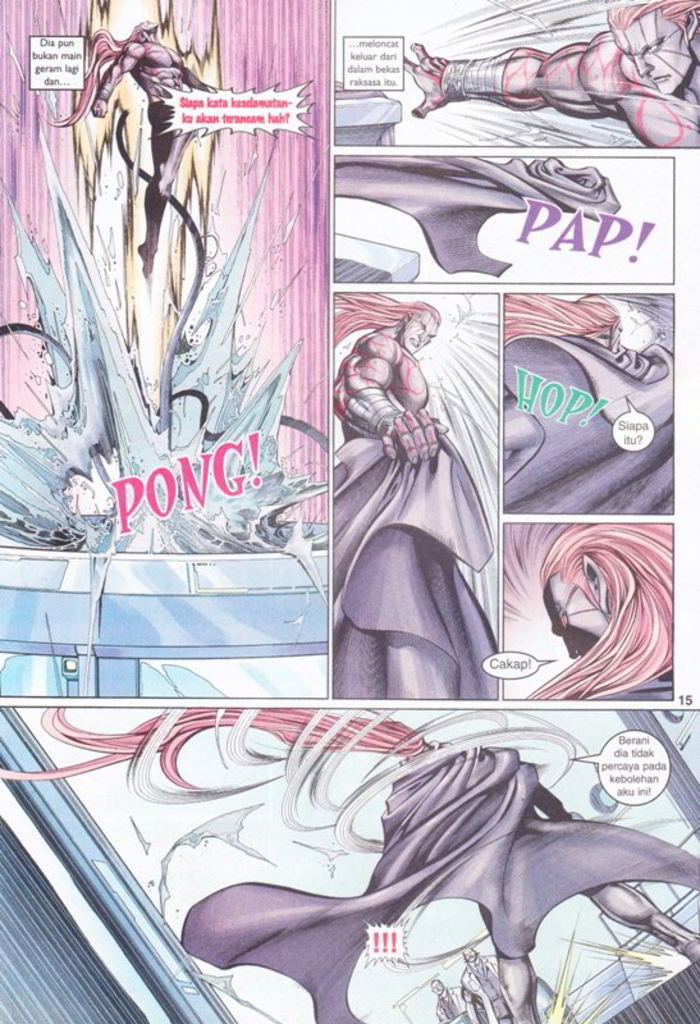 Dia pun
bukan main
geram lagi
dan...
Siapa kata keselamatan-
ku akan terancam hah?
PONG!
...meloncat
keluar dari
dalam bekas
raksasa itu.
PAP!
HOP!
Siapa
itu?
Cakap!
15
Berani
dia tidak
percaya pada
kebolehan
aku ini!
!!!